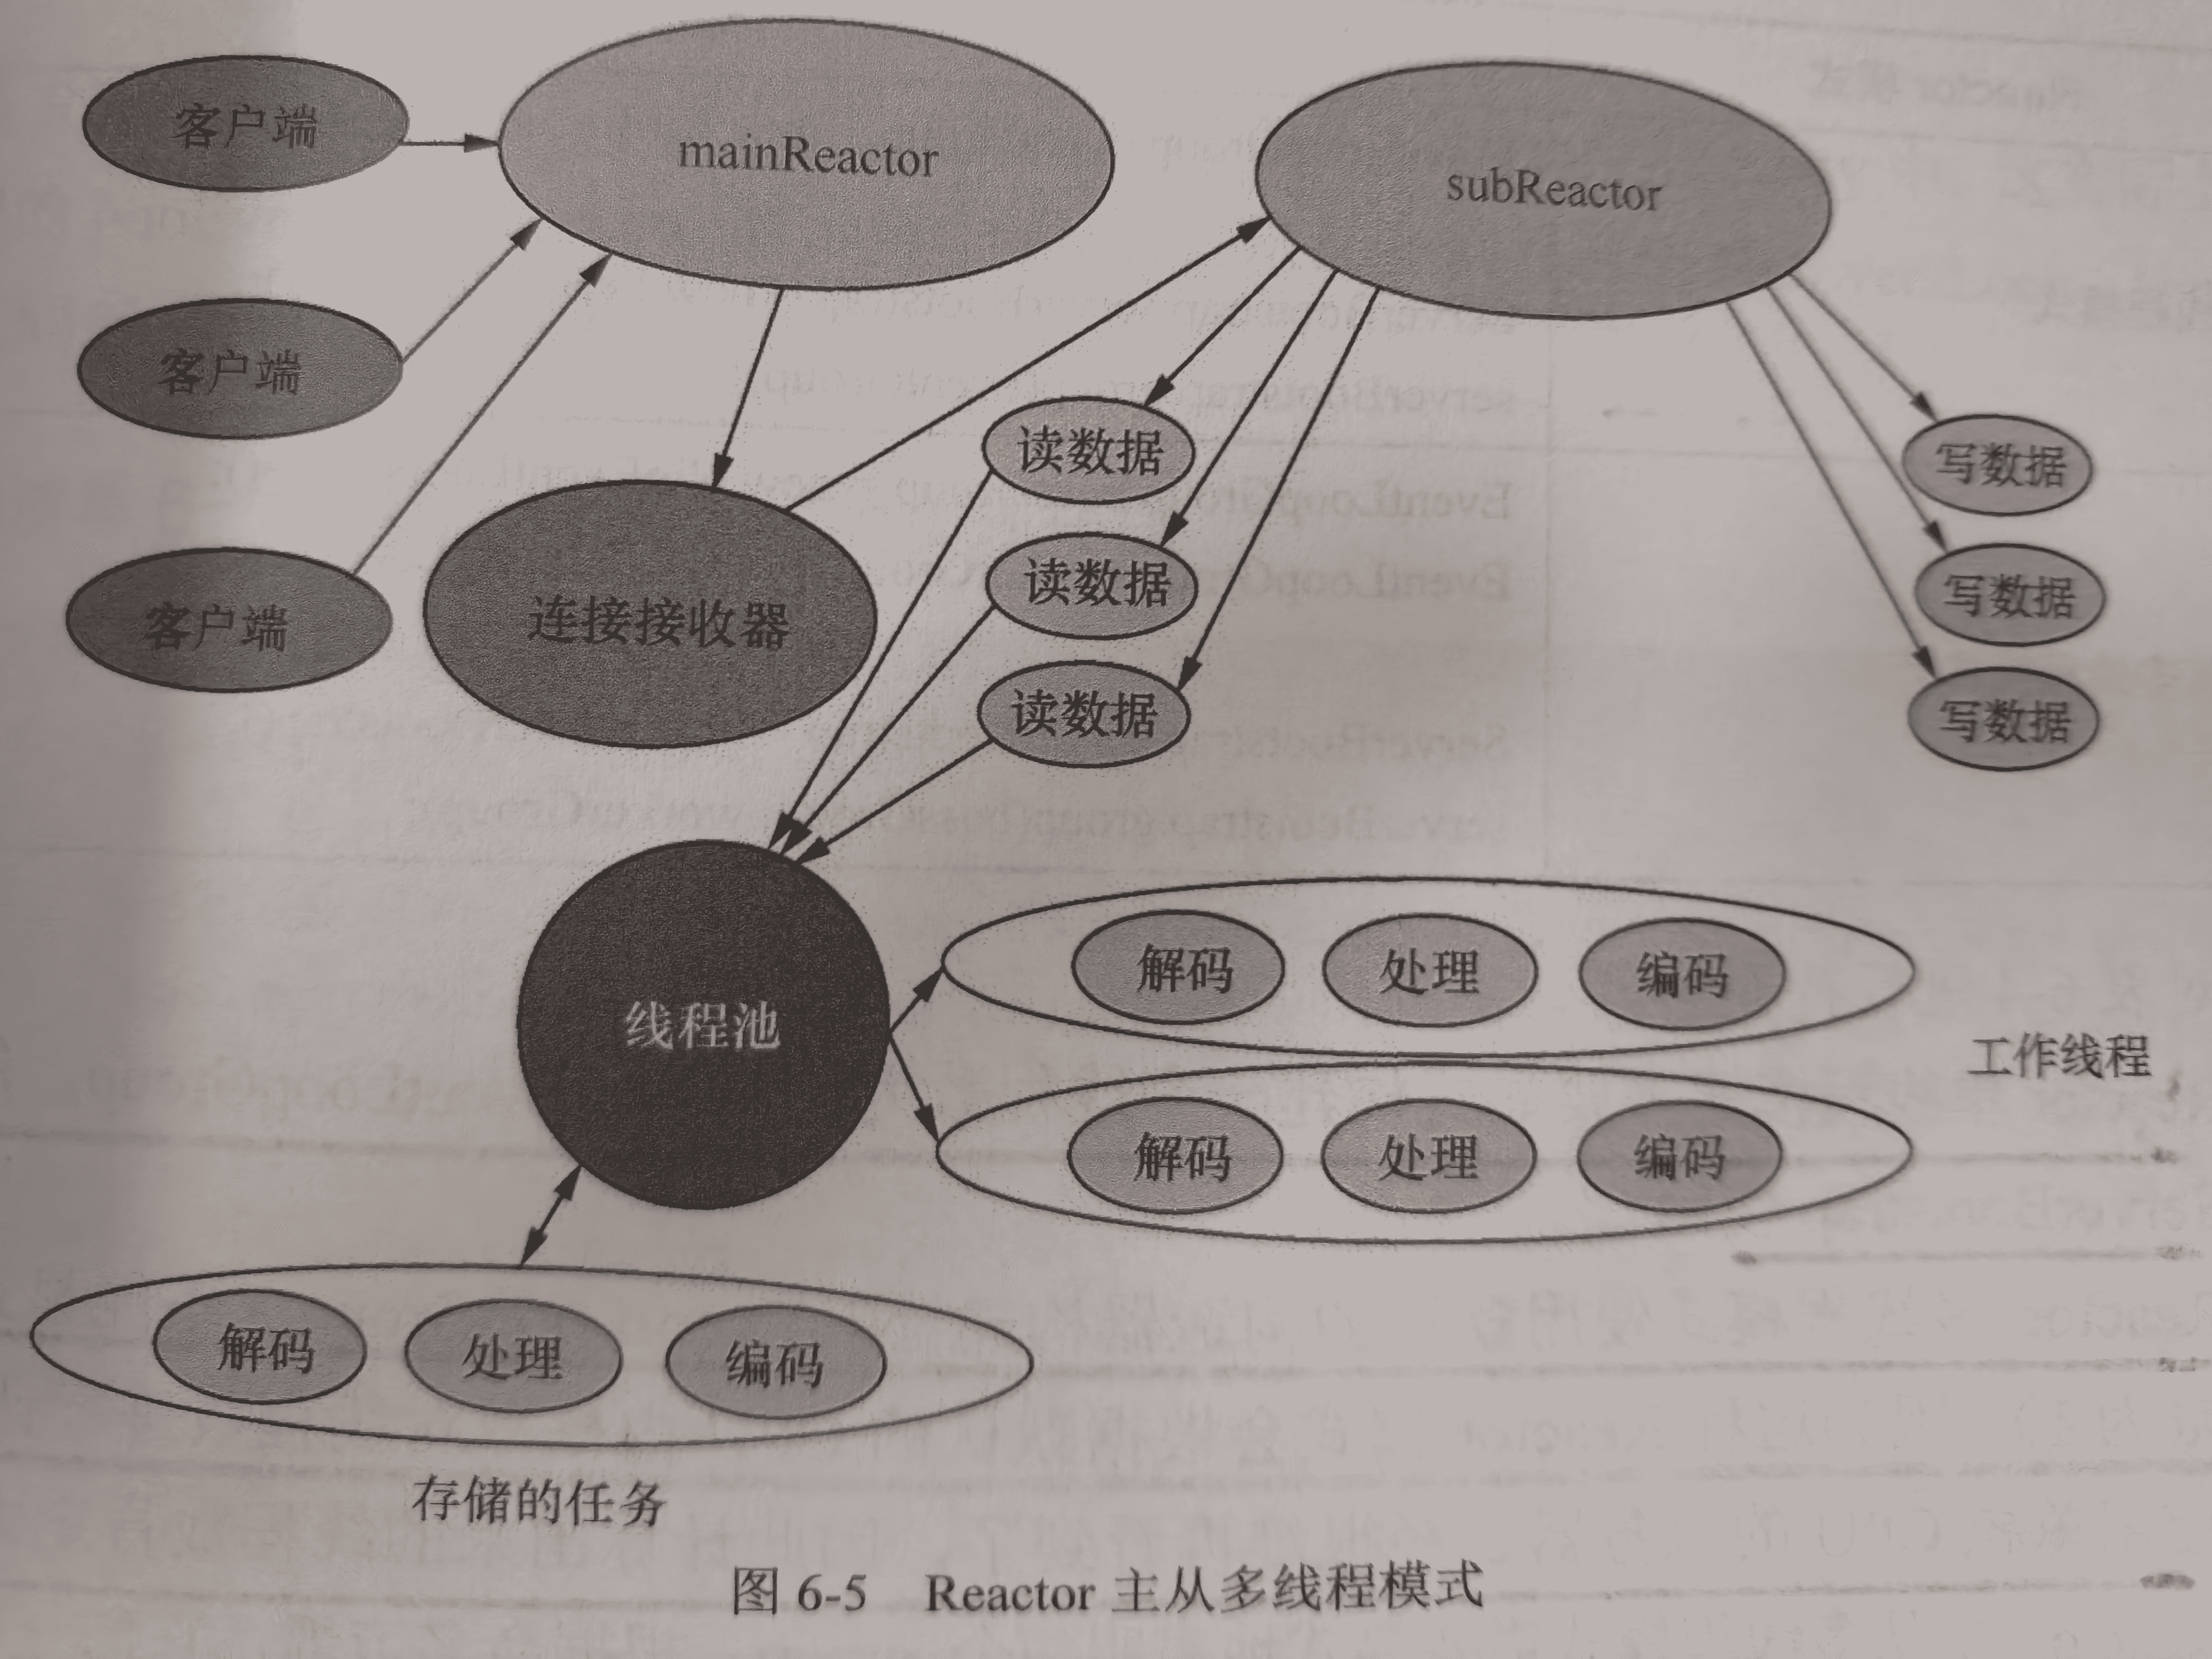 客户端
mainReactor
subReactor
客户端
客户端
连接接收器
读数据
读数据
读数据
写数据
写数据
写数据
线程池
解码 处理 编码
工作线程
解码 处理 编码
解码 处理 编码
存储的任务
图 6-5 Reactor 主从多线程模式